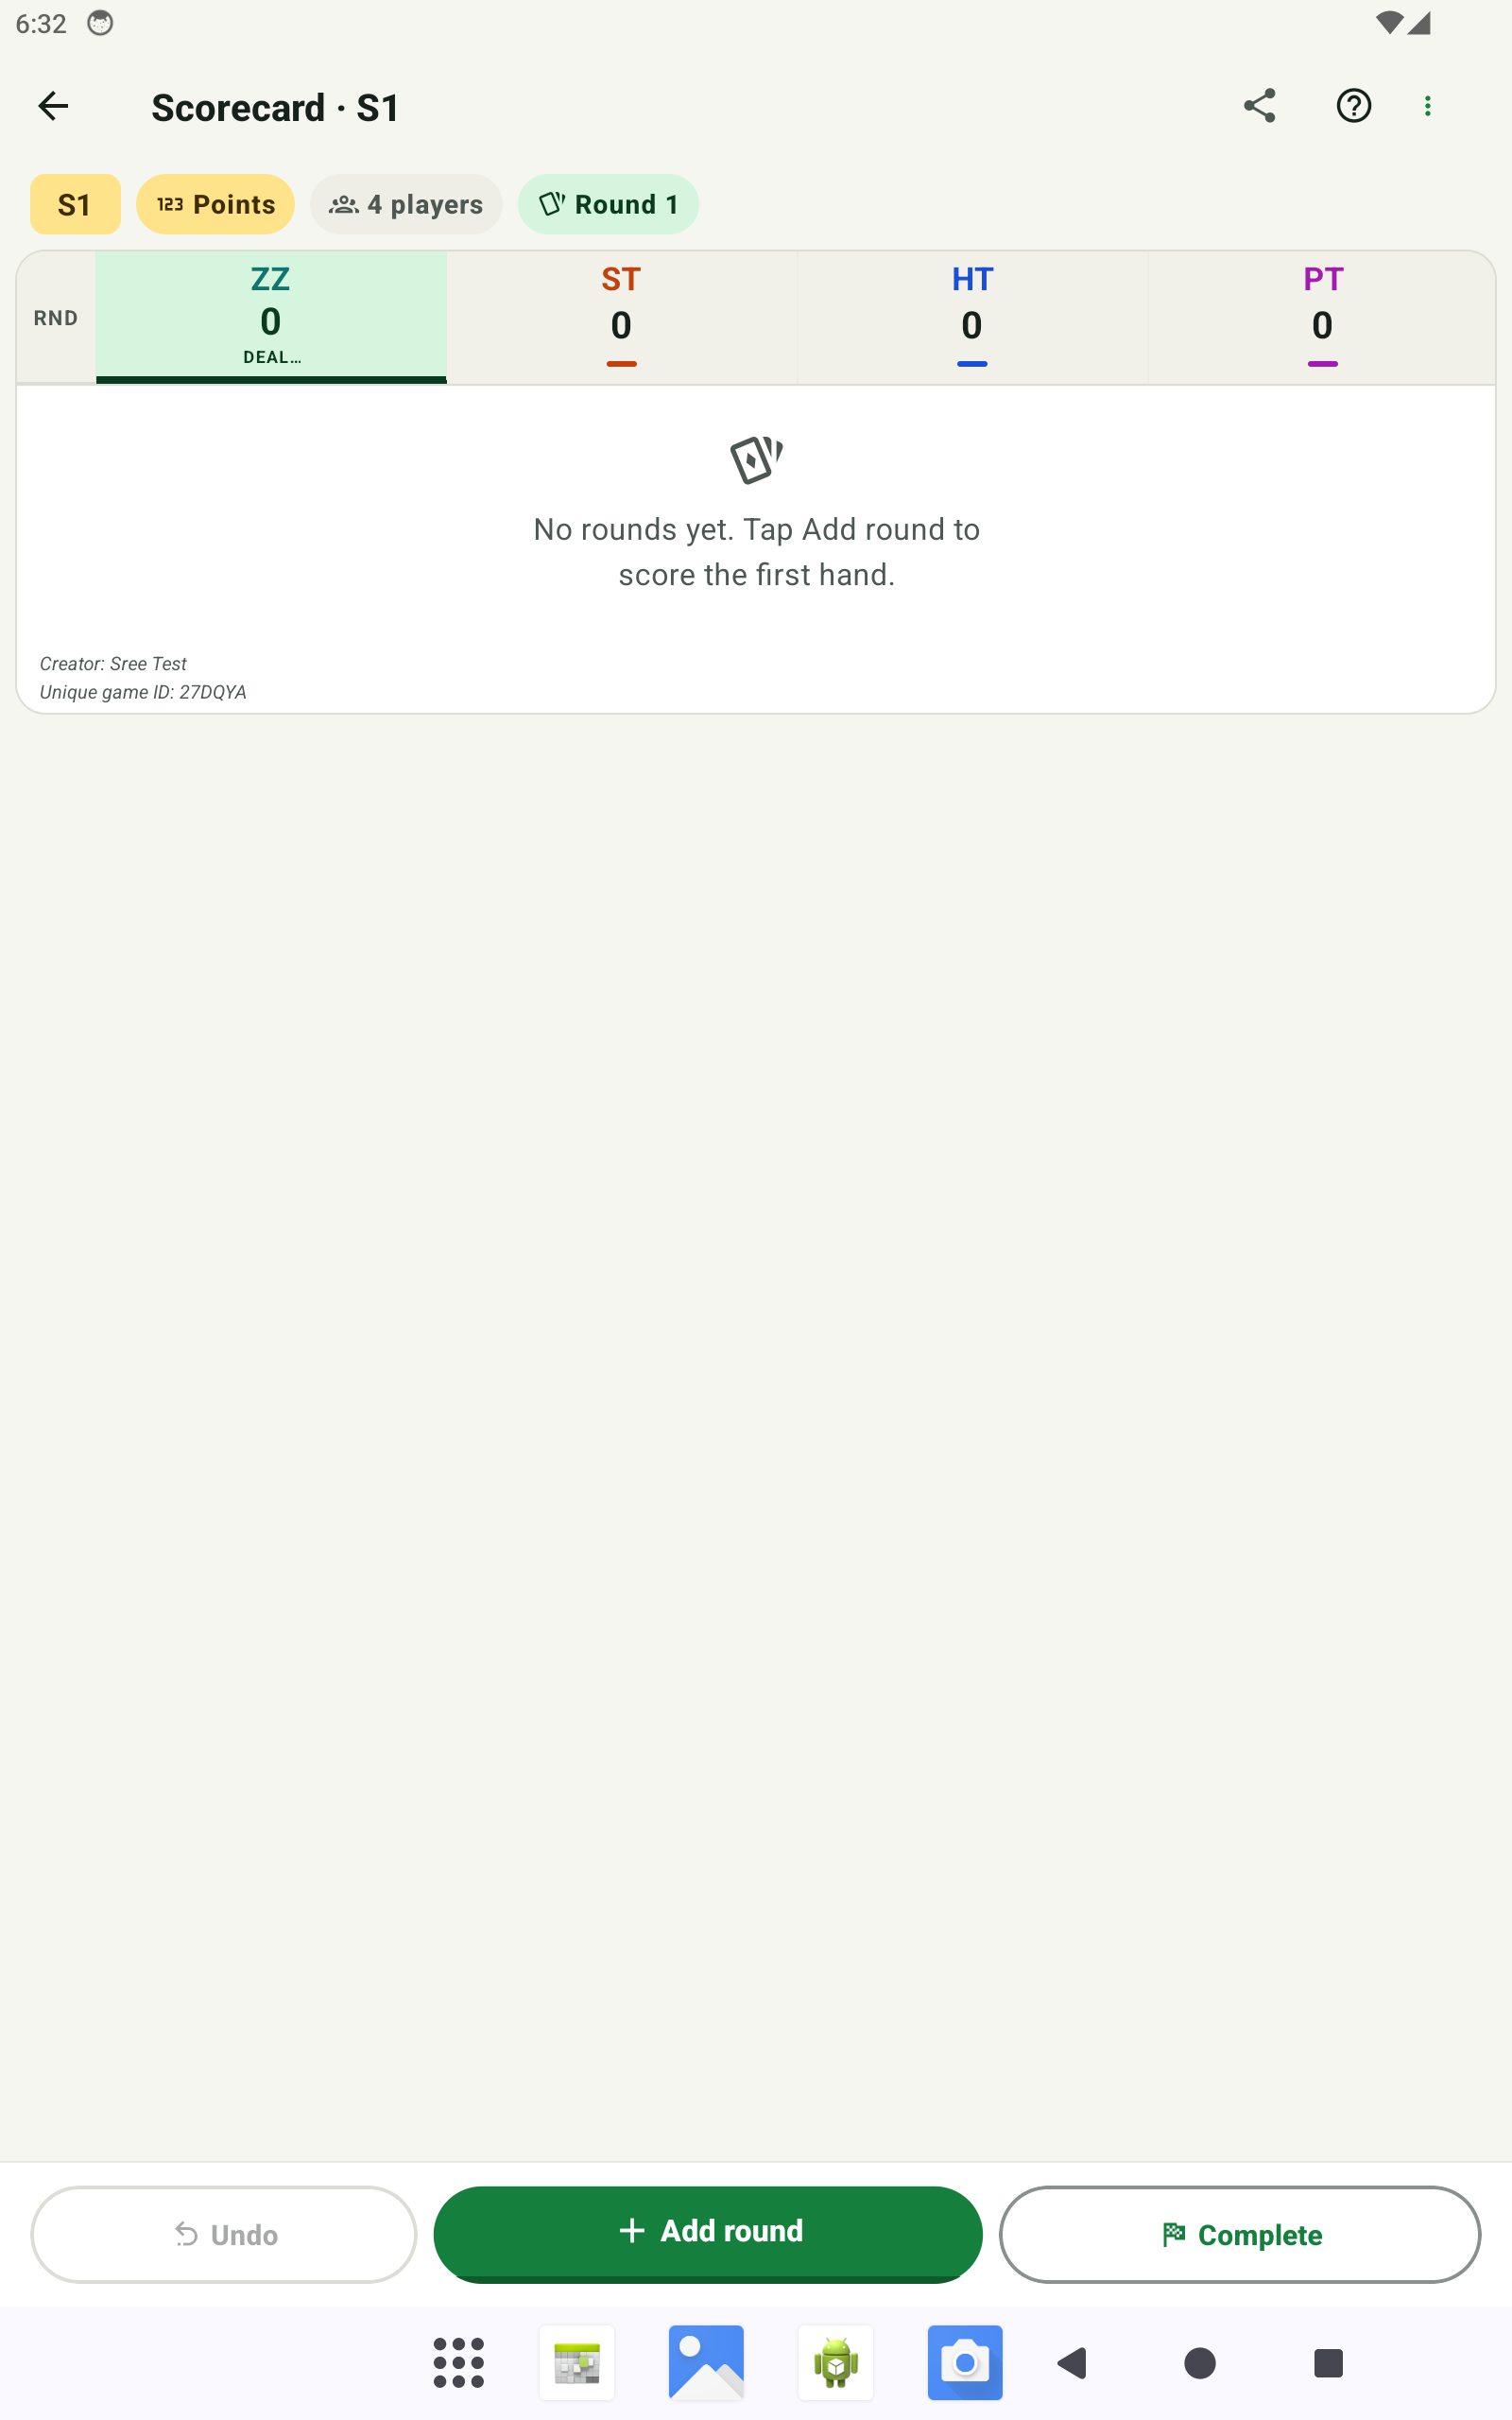 6:32
Scorecard · S1
S1
123 Points
4 players
Round 1
RND
ZZ
0
DEAL…
ST
0
HT
0
PT
0
No rounds yet. Tap Add round to
score the first hand.
Creator: Sree Test
Unique game ID: 27DQYA
Undo
+ Add round
Complete